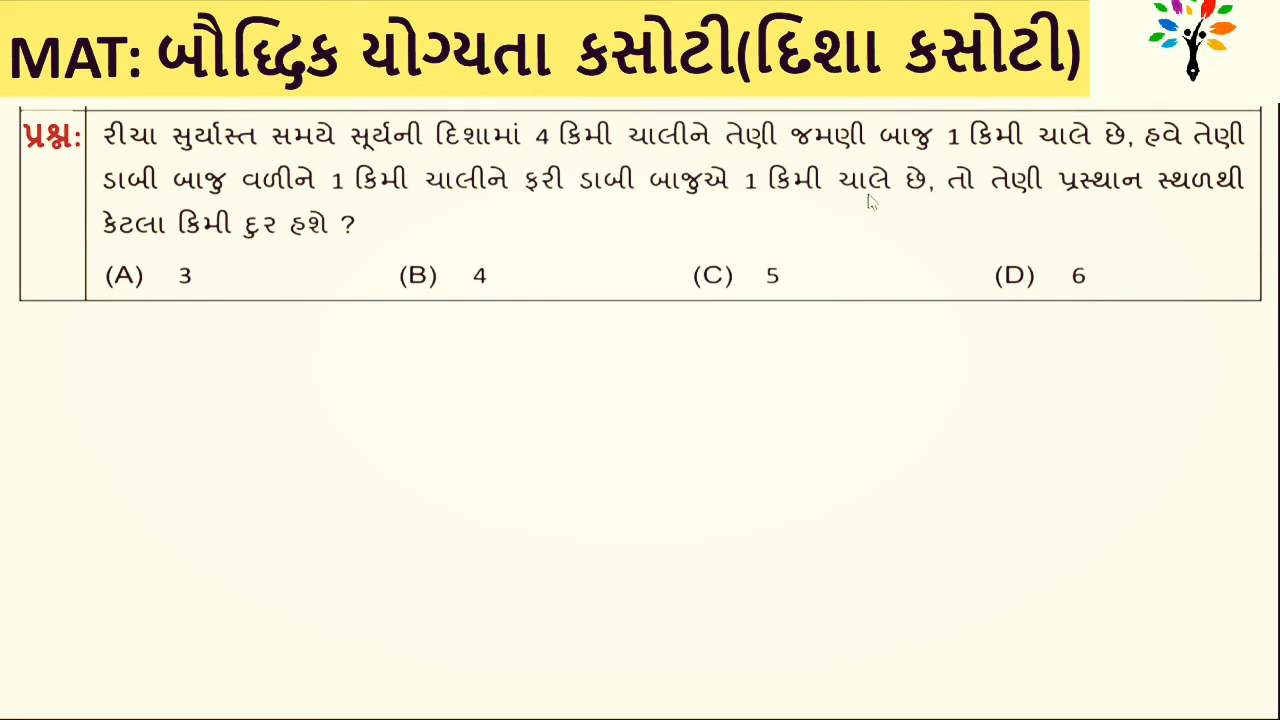 MAT: બૌદ્ધિક યોગ્યતા કસોટી(દિશા કસોટી)
પ્રશ્ન: રીચા સુર્યાસ્ત સમયે સૂર્યની દિશામાં 4 કિમી ચાલીને તેણી જમણી બાજુ 1 કિમી ચાલે છે, હવે તેણી
ડાબી બાજુ વળીને 1 કિમી ચાલીને ફરી ડાબી બાજુએ 1 કિમી ચાલે છે, તો તેણી પ્રસ્થાન સ્થળથી
કેટલા કિમી દુર હશે ?
(A) 3 (B) 4 (C) 5 (D) 6